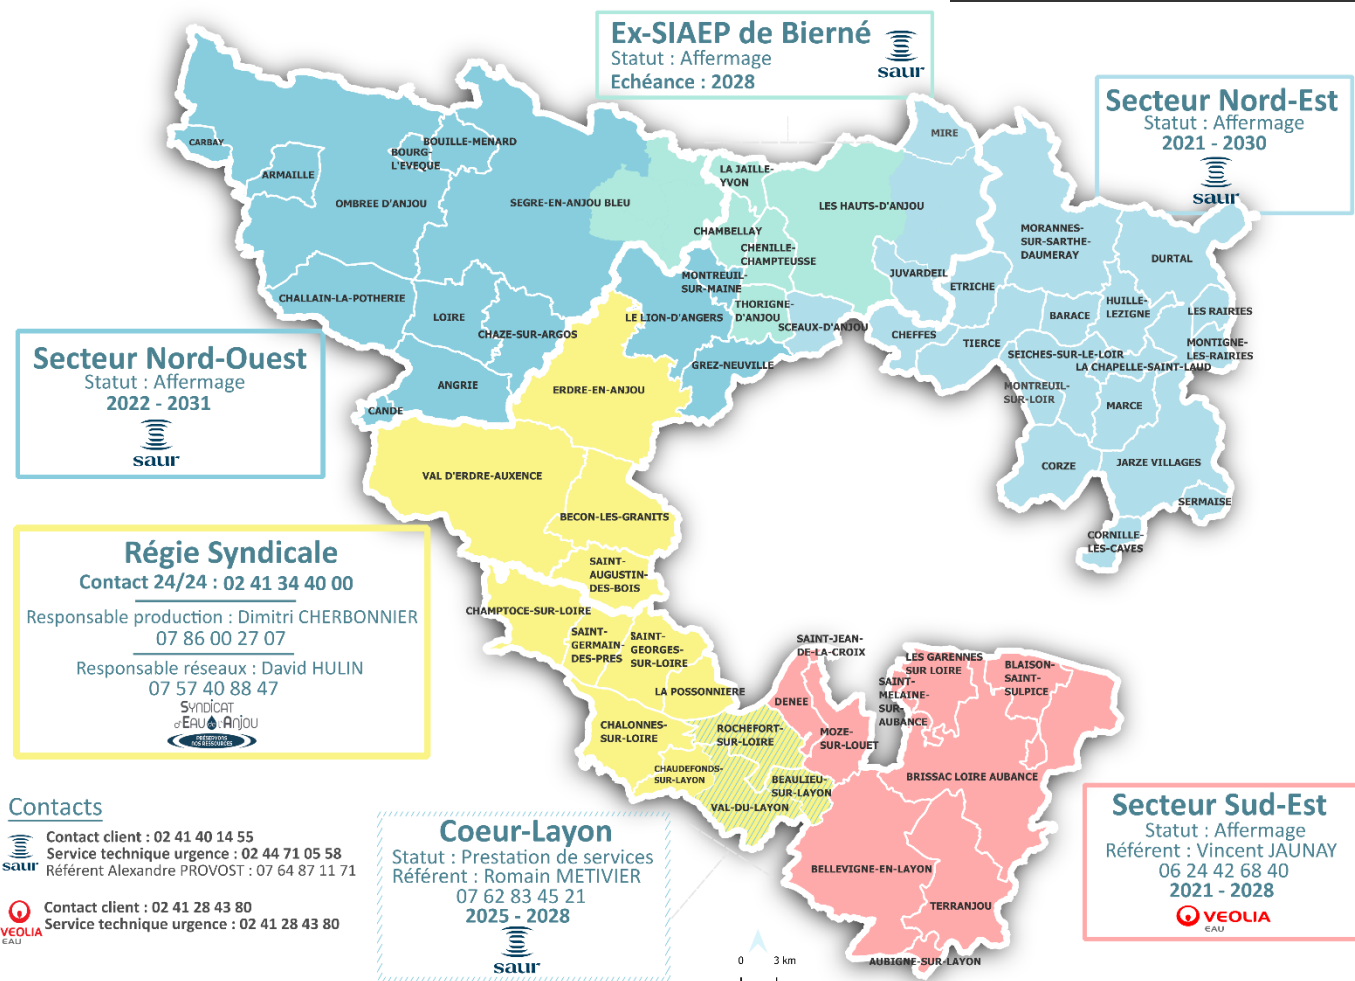 Ex-SIAEP de Bierné
Statut : Affermage
Echéance : 2028
saur
Secteur Nord-Est
Statut : Affermage
2021 - 2030
saur
CARBAY
ARMAILLE
BOURG-
L'EVEQUE
BOUILLE-MENARD
OMBREE D'ANJOU
SEGRE-EN-ANJOU BLEU
LA JAILLE-
YVON
CHAMBELLAY
CHENILLE-
CHAMPTEUSSE
LES HAUTS-D'ANJOU
MIRE
JUVARDEIL
MORANNES-
SUR-SARTHE-
DAUMERAY
DURTAL
ETRICHE
CHALLAIN-LA-POTHERIE
LOIRE
CHAZE-SUR-ARGOS
MONTREUIL-
SUR-MAINE
LE LION-D'ANGERS
THORIGNE-
D'ANJOU
SCEAUX-D'ANJOU
CHEFFES
TIERCE
BARACE
HUILLE-
LEZIGNE
LES RAIRIES
MONTIGNE-
LES-RAIRIES
SEICHES-SUR-LE-LOIR
LA CHAPELLE-SAINT-LAUD
MONTREUIL-
SUR-LOIR
MARCE
GREZ-NEUVILLE
ANGRIE
CANDE
ERDRE-EN-ANJOU
CORZE
JARZE VILLAGES
SERMAISE
CORNILLE-
LES-CAVES
Secteur Nord-Ouest
Statut : Affermage
2022 - 2031
saur
VAL D'ERDRE-AUXENCE
BECON-LES-GRANITS
SAINT-
AUGUSTIN-
DES-BOIS
CHAMPTOCE-SUR-LOIRE
SAINT-
GERMAIN-
DES-PRES
SAINT-
GEORGES-
SUR-LOIRE
LA POSSONNIERE
CHALONNES-
SUR-LOIRE
CHAUDEFONDS-
SUR-LAYON
ROCHEFORT-
SUR-LOIRE
BEAULIEU-
SUR-LAYON
VAL-DU-LAYON
SAINT-JEAN-
DE-LA-CROIX
DENEE
MOZE-
SUR-LOUET
SAINT-
MELAINE-
SUR-
AUBANCE
LES GARENNES
SUR LOIRE
BLAISON-
SAINT-
SULPICE
BRISSAC LOIRE AUBANCE
BELLEVIGNE-EN-LAYON
TERRANJOU
AUBIGNE-SUR-LAYON
Régie Syndicale
Contact 24/24 : 02 41 34 40 00
Responsable production : Dimitri CHERBONNIER
07 86 00 27 07
Responsable réseaux : David HULIN
07 57 40 88 47
SYNDICAT
d'EAU de l'ANJOU
PRÉSERVONS
NOS RESSOURCES
Contacts
saur
Contact client : 02 41 40 14 55
Service technique urgence : 02 44 71 05 58
Référent Alexandre PROVOST : 07 64 87 11 71
VEOLIA
EAU
Contact client : 02 41 28 43 80
Service technique urgence : 02 41 28 43 80
Coeur-Layon
Statut : Prestation de services
Référent : Romain METIVIER
07 62 83 45 21
2025 - 2028
saur
Secteur Sud-Est
Statut : Affermage
Référent : Vincent JAUNAY
06 24 42 68 40
2021 - 2028
VEOLIA
EAU
0 3 km